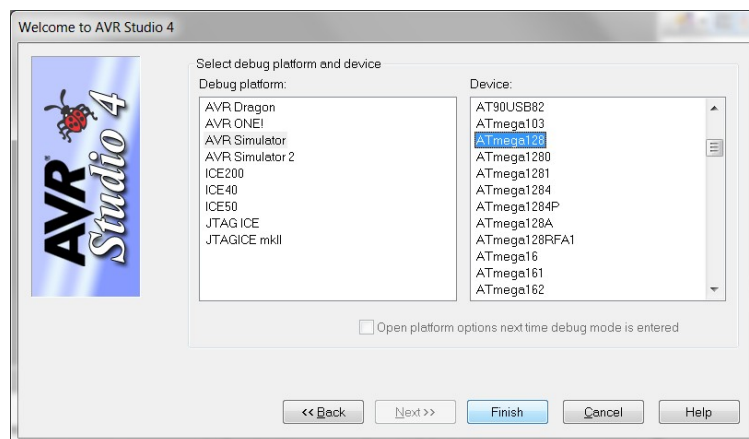 Welcome to AVR Studio 4
AVR Studio 4
Select debug platform and device
Debug platform:
AVR Dragon
AVR ONE!
AVR Simulator
AVR Simulator 2
ICE200
ICE40
ICE50
JTAG ICE
JTAGICE mkII
Device:
AT90USB82
ATmega103
ATmega128
ATmega1280
ATmega1281
ATmega1284
ATmega1284P
ATmega128A
ATmega128RFA1
ATmega16
ATmega161
ATmega162
Open platform options next time debug mode is entered
<< Back
Next >>
Finish
Cancel
Help